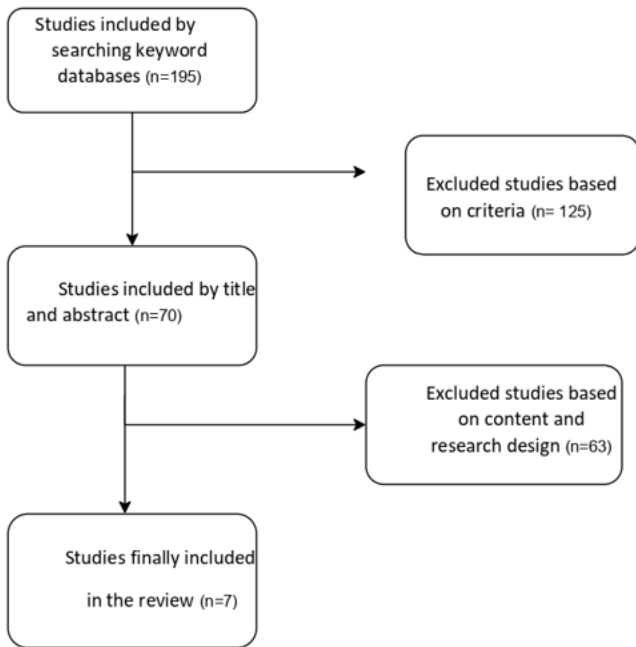 Studies included by
searching keyword
databases (n=195)
Excluded studies based
on criteria (n= 125)
Studies included by title
and abstract (n=70)
Excluded studies based
on content and
research design (n=63)
Studies finally included
in the review (n=7)